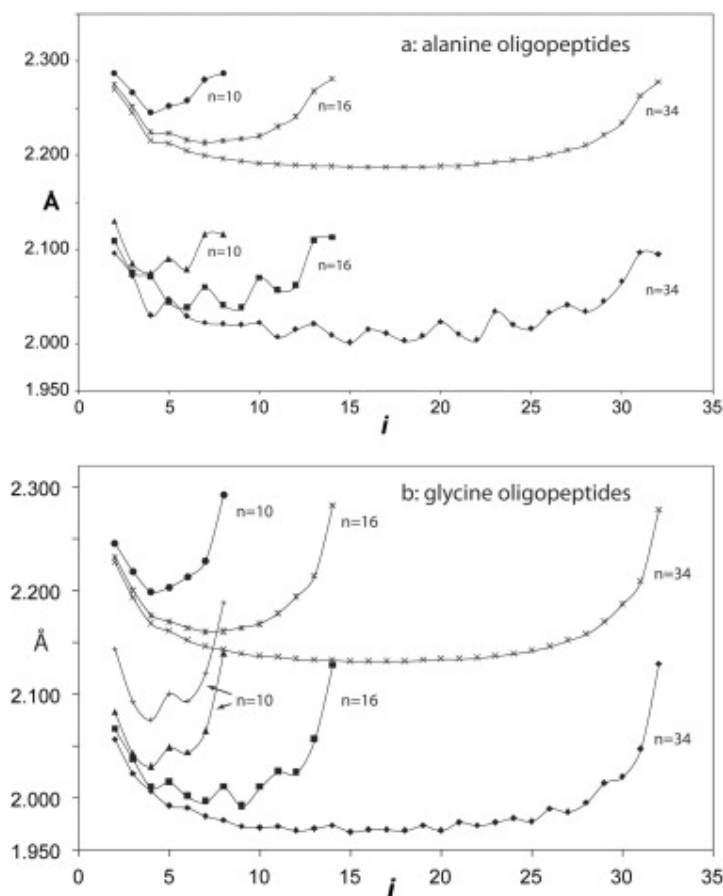 a: alanine oligopeptides
2.300
n=10
n=16
n=34
2.200
Å
2.100
n=10
n=16
n=34
2.000
1.950
0 5 10 15 20 25 30 35
i
b: glycine oligopeptides
2.300
n=10
n=16
2.200
n=34
Å
2.100
n=10
n=16
n=34
2.000
1.950
0 5 10 15 20 25 30 35
i